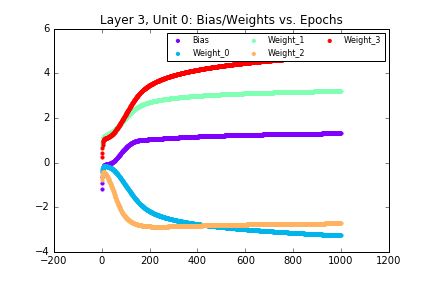 Layer 3, Unit 0: Bias/Weights vs. Epochs
Bias Weight_1 Weight_3
Weight_0 Weight_2
6
4
2
0
−2
−4
−200 0 200 400 600 800 1000 1200